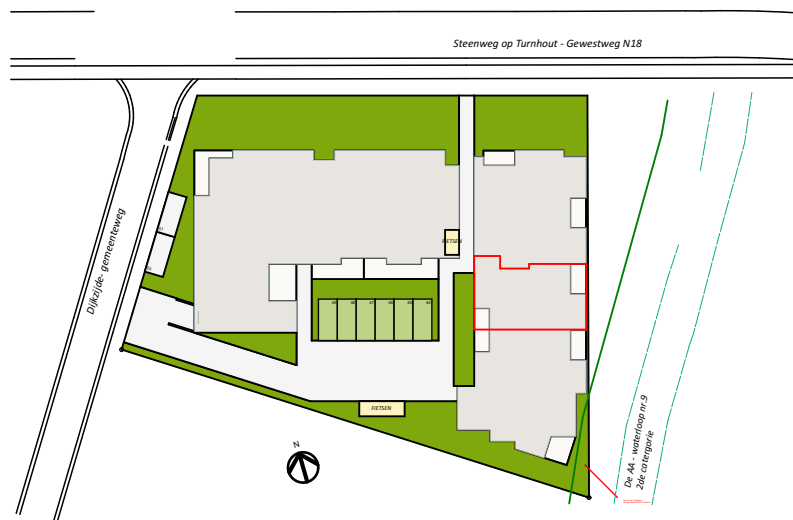 Steenweg op Turnhout - Gewestweg N18
Dijkzijde- gemeenteweg
FIETSEN
FIETSEN
N
De AA - waterloop nr.9
2de catergorie